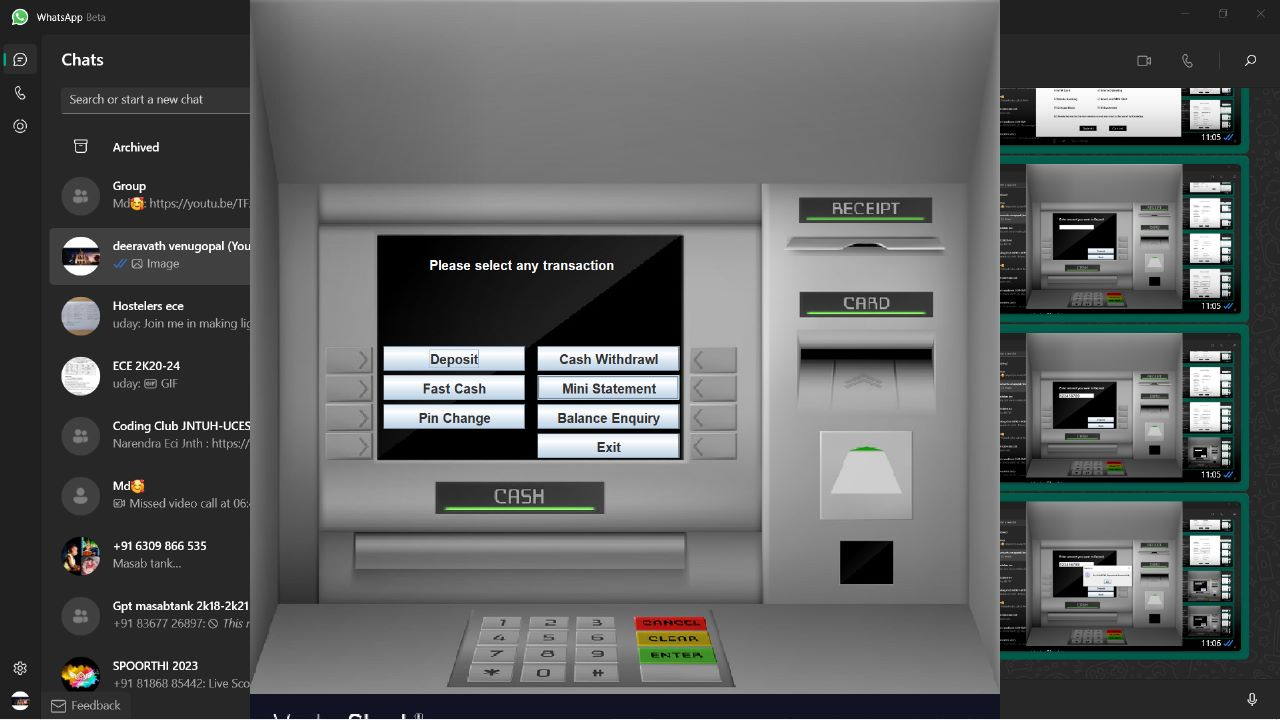 WhatsApp Beta
Chats
Search or start a new chat
Archived
Group
Md🥰: https://youtu.be/TF
deeravath venugopal (You
Image
Hostelers ece
uday: Join me in making lig
ECE 2K20-24
uday: GIF GIF
Coding Club JNTUH-UCES
Narendra Eci Jnth : https:/
Md🥰
Missed video call at 06:
+91 6309 866 535
Masab tank...
Gpt masabtank 2k18-2k21
+91 83677 26897: This r
SPOORTHI 2023
+91 81868 85442: Live Sco
Feedback
Please select any transaction
Deposit
Cash Withdrawl
Fast Cash
Mini Statement
Pin Change
Balance Enquiry
Exit
CASH
RECEIPT
CARD
1 2 3 CANCEL
4 5 6 CLEAR
7 8 9 ENTER
* 0 #
11:05
11:05
11:05
11:06